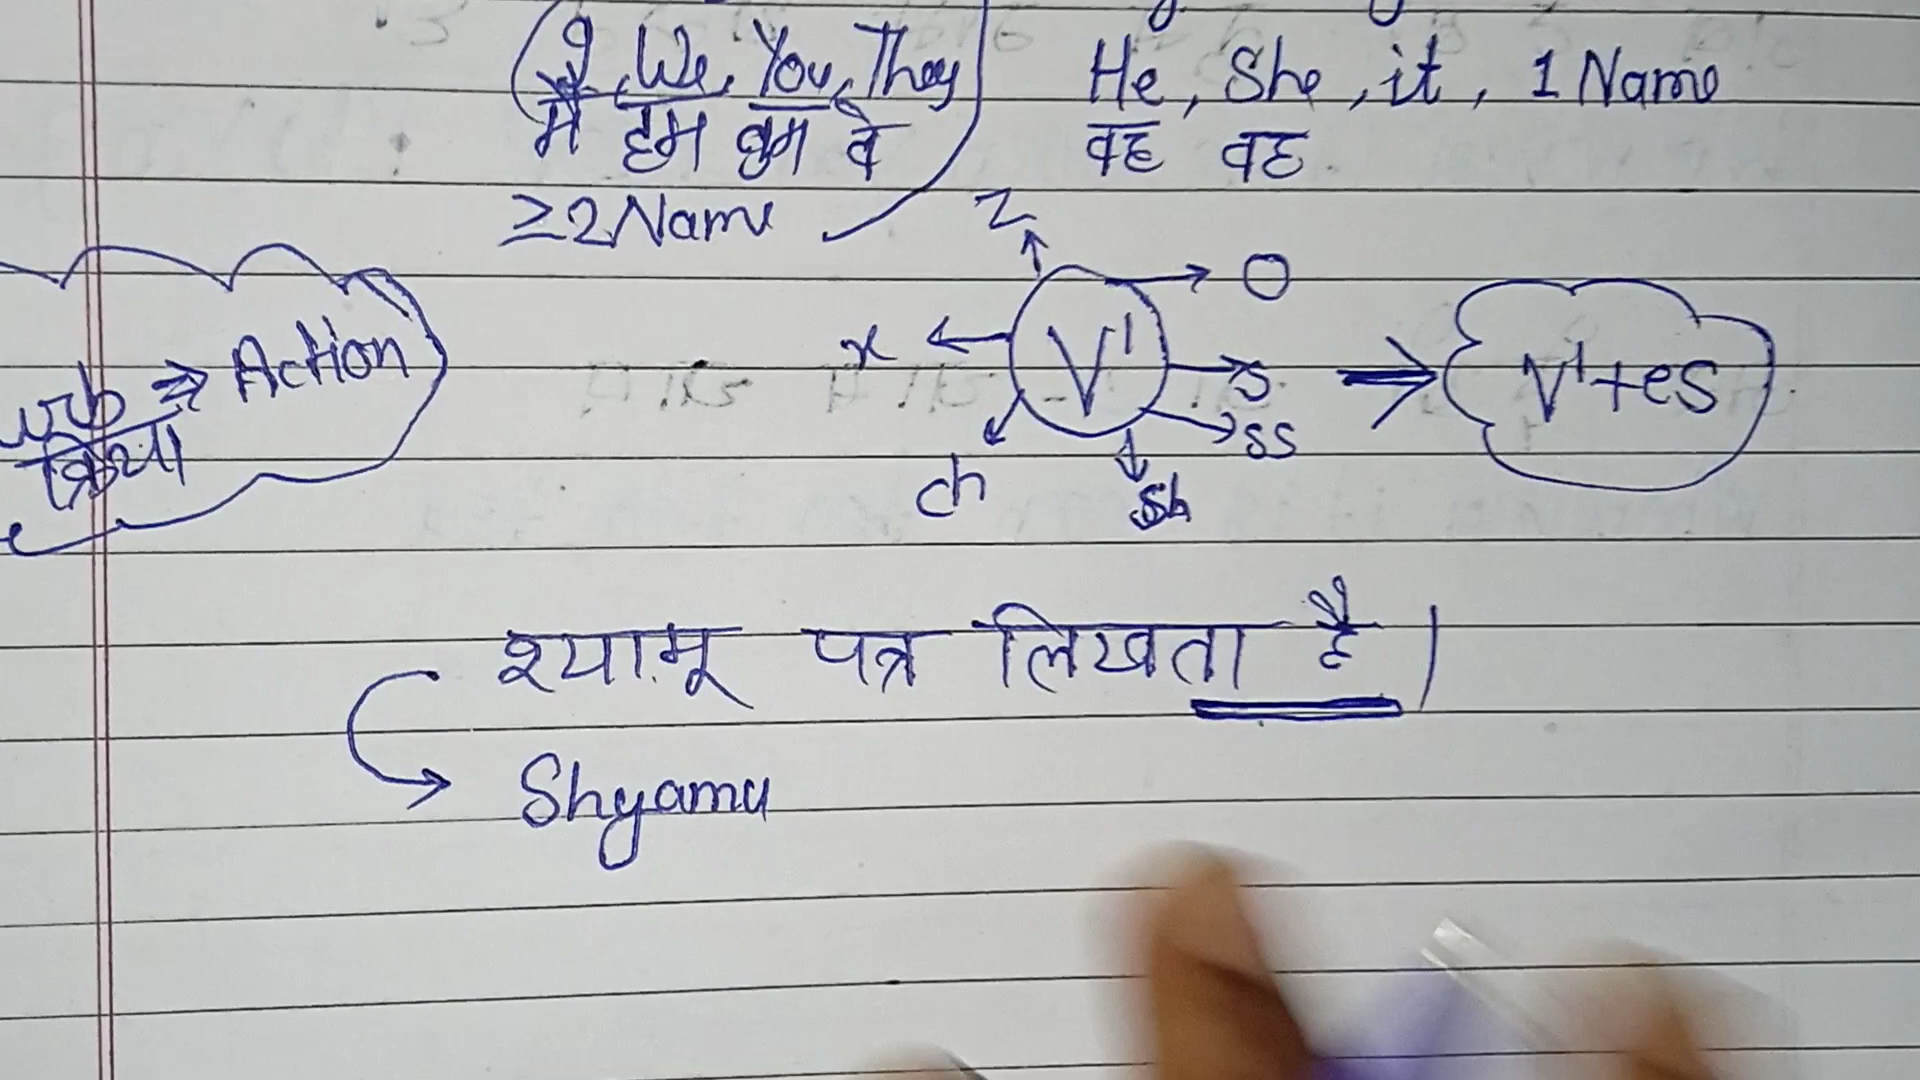 I, We, You, They He, She, it, 1 Name
मैं हम तुम वे वह वह
≥2 Name
Z
O
x V¹ s ⇒ V¹+es
ss
ch sh
⇒ Action
क्रिया
श्यामू पत्र लिखता है।
Shyamu